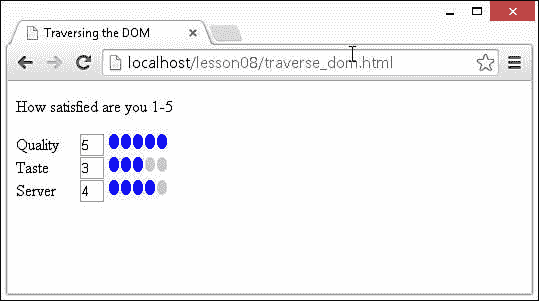 Traversing the DOM
localhost/lesson08/traverse_dom.html
How satisfied are you 1-5
Quality 5
Taste 3
Server 4